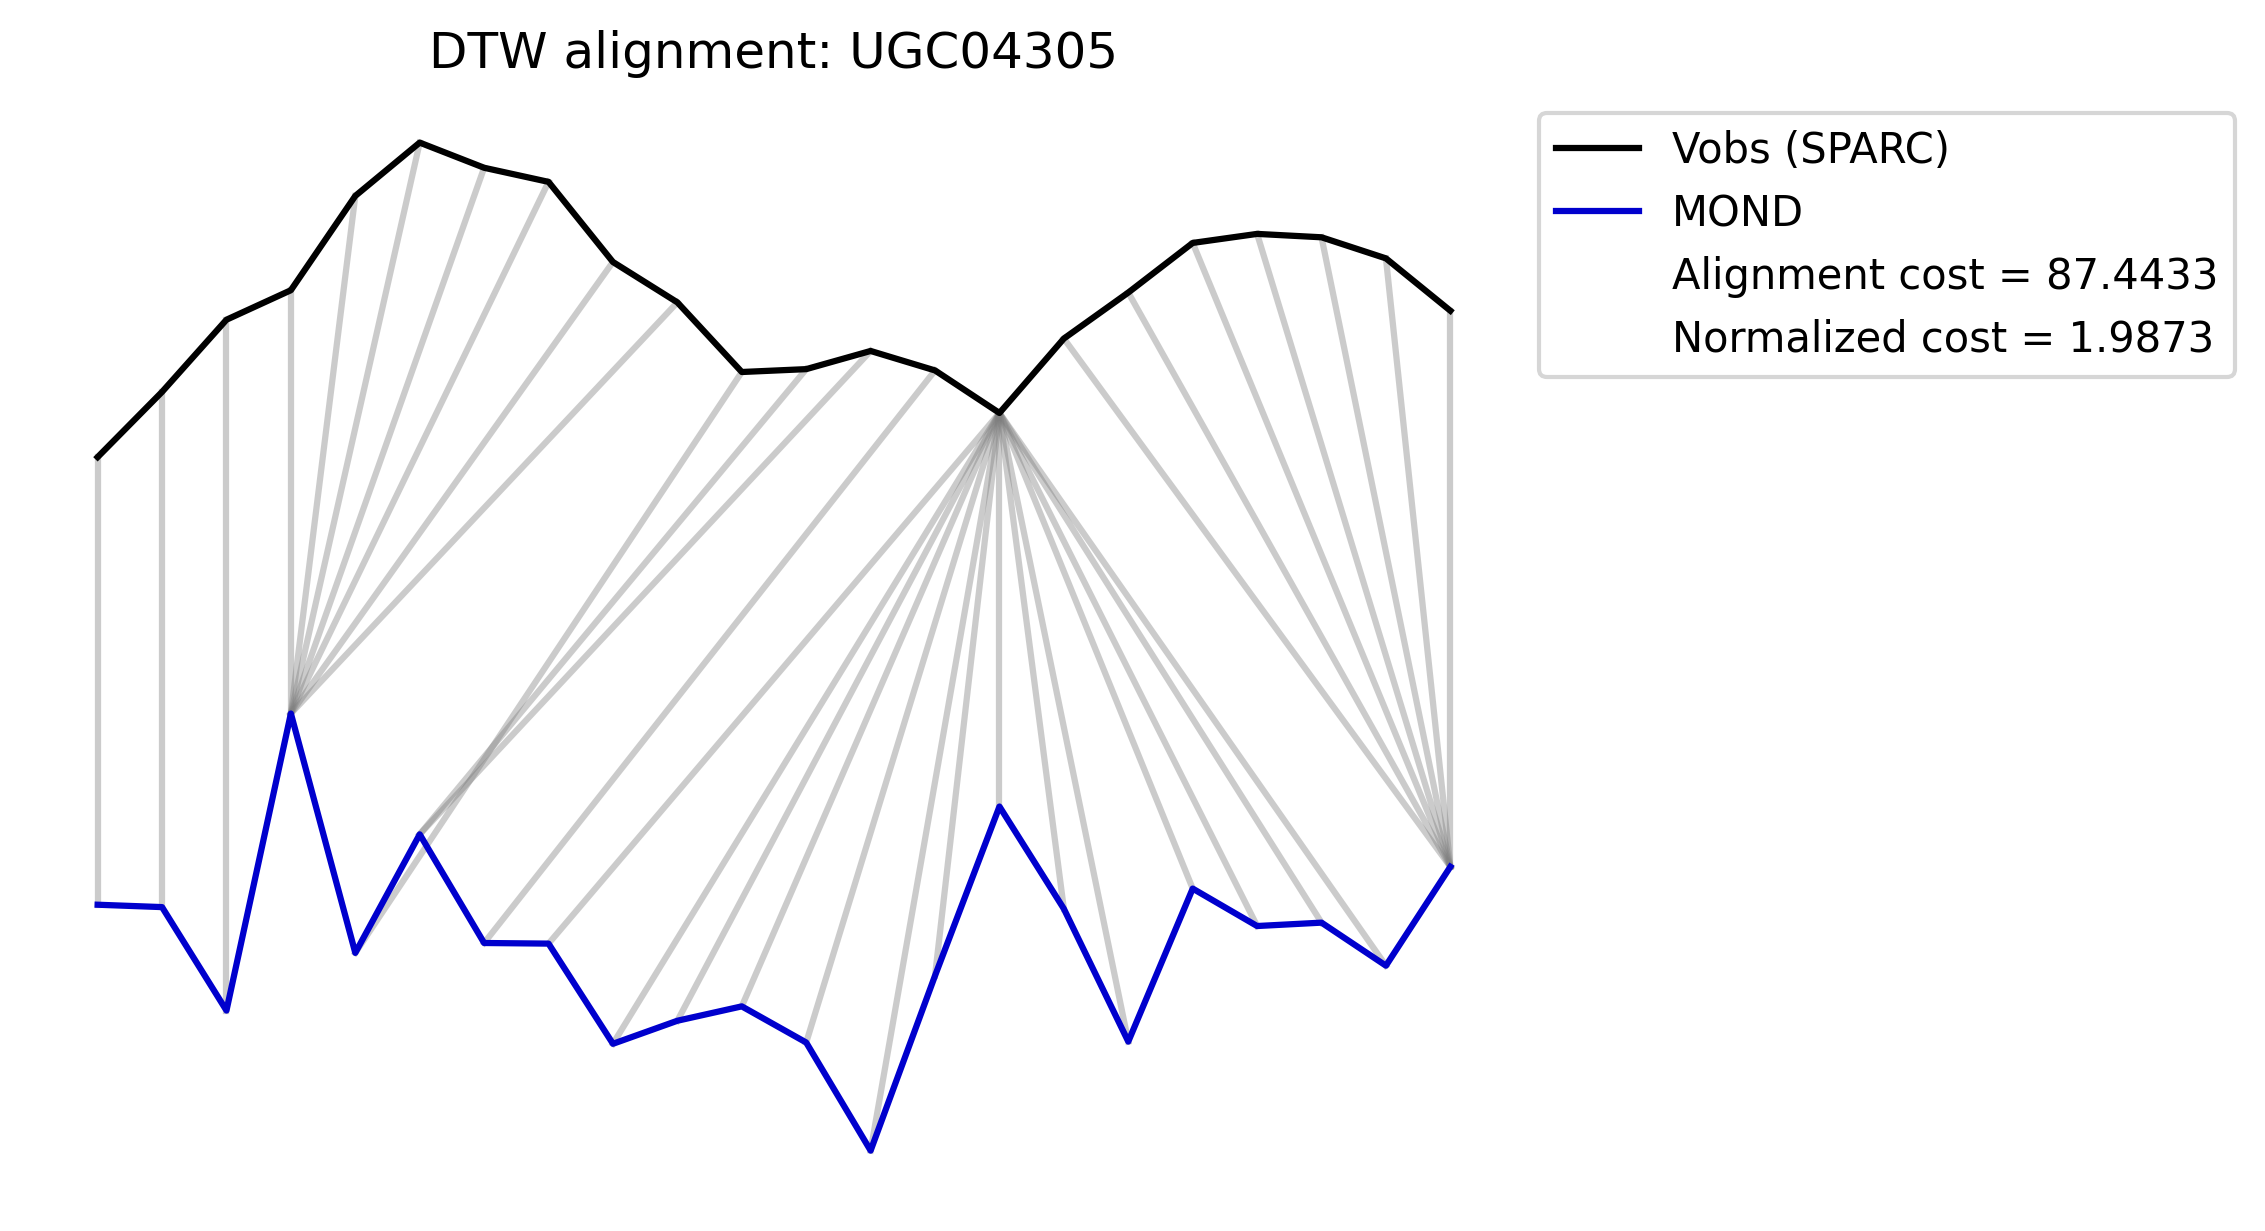 DTW alignment: UGC04305
Vobs (SPARC)
MOND
Alignment cost = 87.4433
Normalized cost = 1.9873